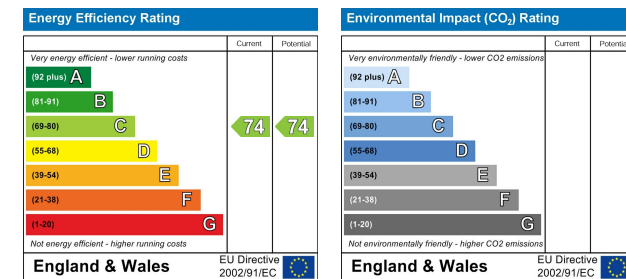 Energy Efficiency Rating
Current Potential
Very energy efficient - lower running costs
(92 plus) A
(81-91) B
(69-80) C 74 74
(55-68) D
(39-54) E
(21-38) F
(1-20) G
Not energy efficient - higher running costs
England & Wales
EU Directive
2002/91/EC
Environmental Impact (CO₂) Rating
Current Potential
Very environmentally friendly - lower CO2 emissions
(92 plus) A
(81-91) B
(69-80) C
(55-68) D
(39-54) E
(21-38) F
(1-20) G
Not environmentally friendly - higher CO2 emissions
England & Wales
EU Directive
2002/91/EC